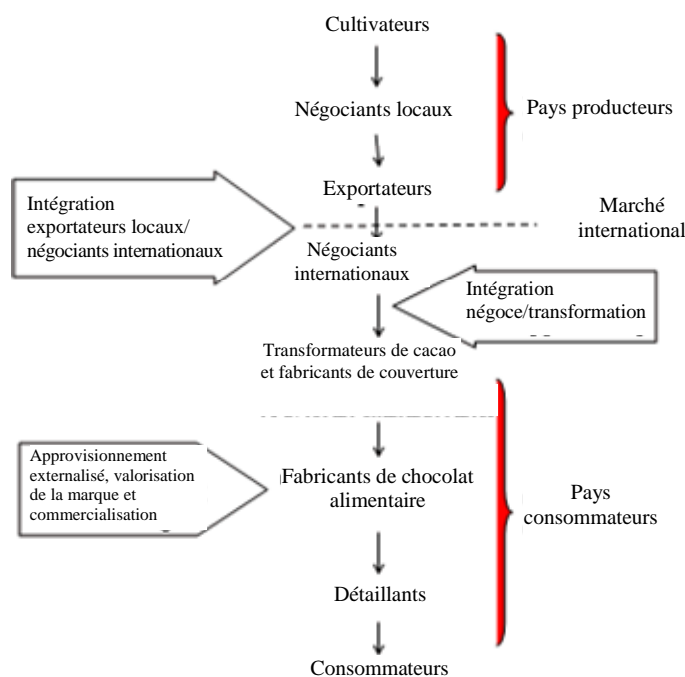 Cultivateurs
Négociants locaux
Pays producteurs
Exportateurs
Intégration
exportateurs locaux/
négociants internationaux
Marché
international
Négociants
internationaux
Intégration
négoce/transformation
Transformateurs de cacao
et fabricants de couverture
Approvisionnement
externalisé, valorisation
de la marque et
commercialisation
Fabricants de chocolat
alimentaire
Pays
consommateurs
Détaillants
Consommateurs